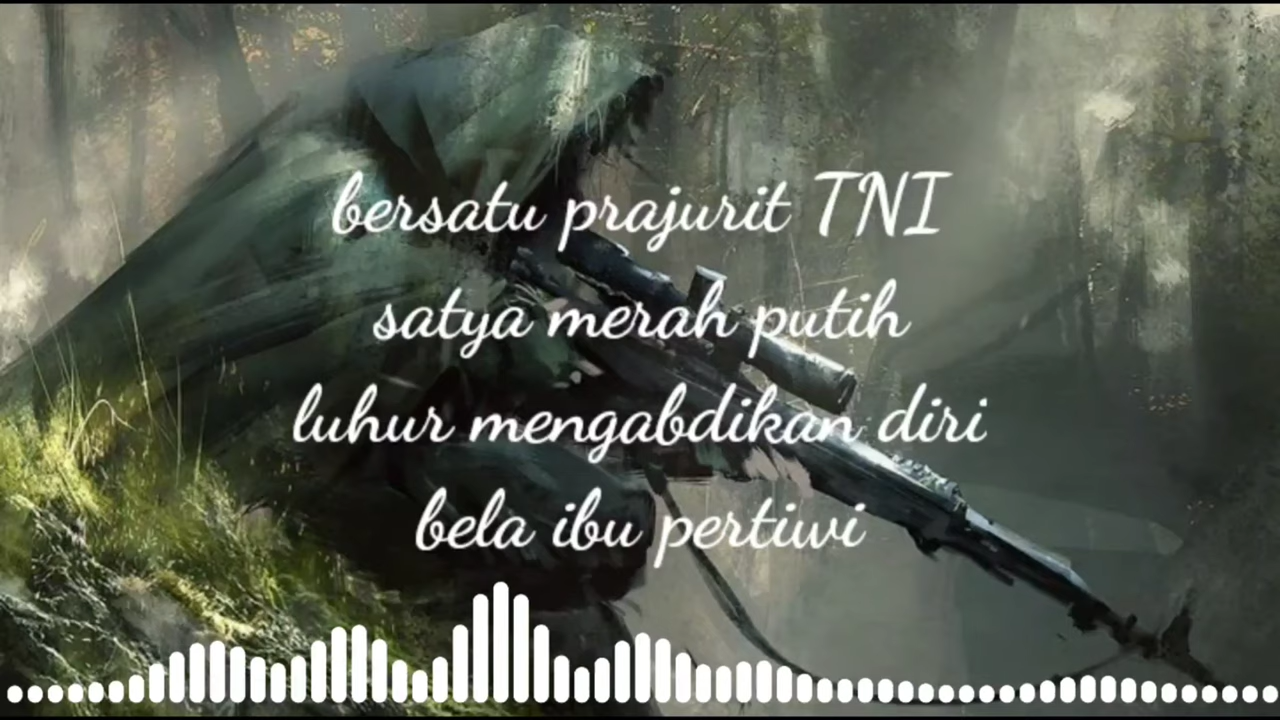 bersatu prajurit TNI
satya merah putih
luhur mengabdikan diri
bela ibu pertiwi